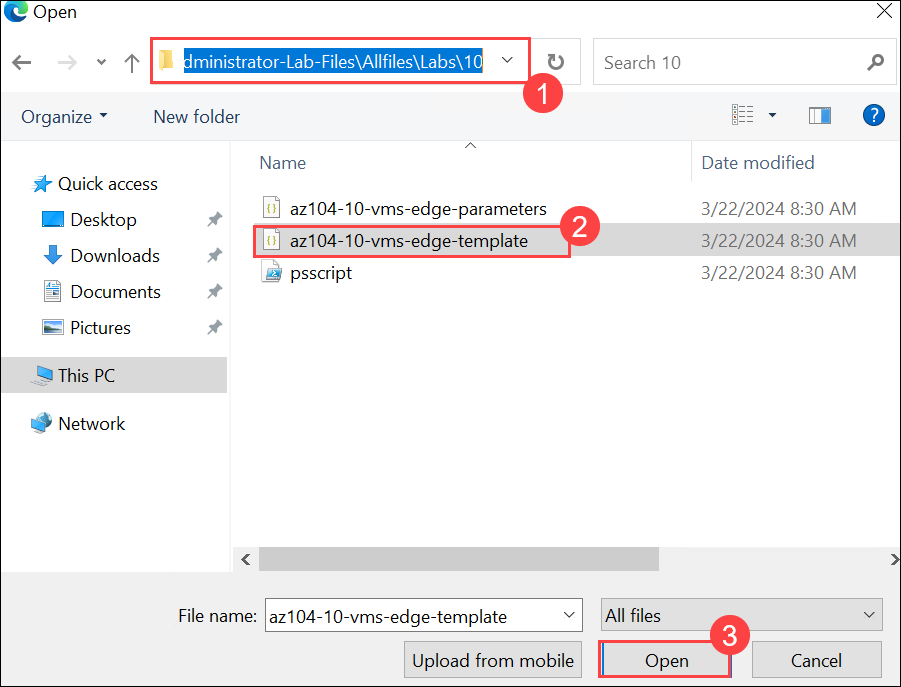 Open
dministrator-Lab-Files\Allfiles\Labs\10
Search 10
1
Organize
New folder
?
Name
Date modified
Quick access
Desktop
Downloads
Documents
Pictures
This PC
Network
az104-10-vms-edge-parameters 3/22/2024 8:30 AM
2
az104-10-vms-edge-template 3/22/2024 8:30 AM
psscript 3/22/2024 8:30 AM
File name: az104-10-vms-edge-template All files
3
Upload from mobile Open Cancel